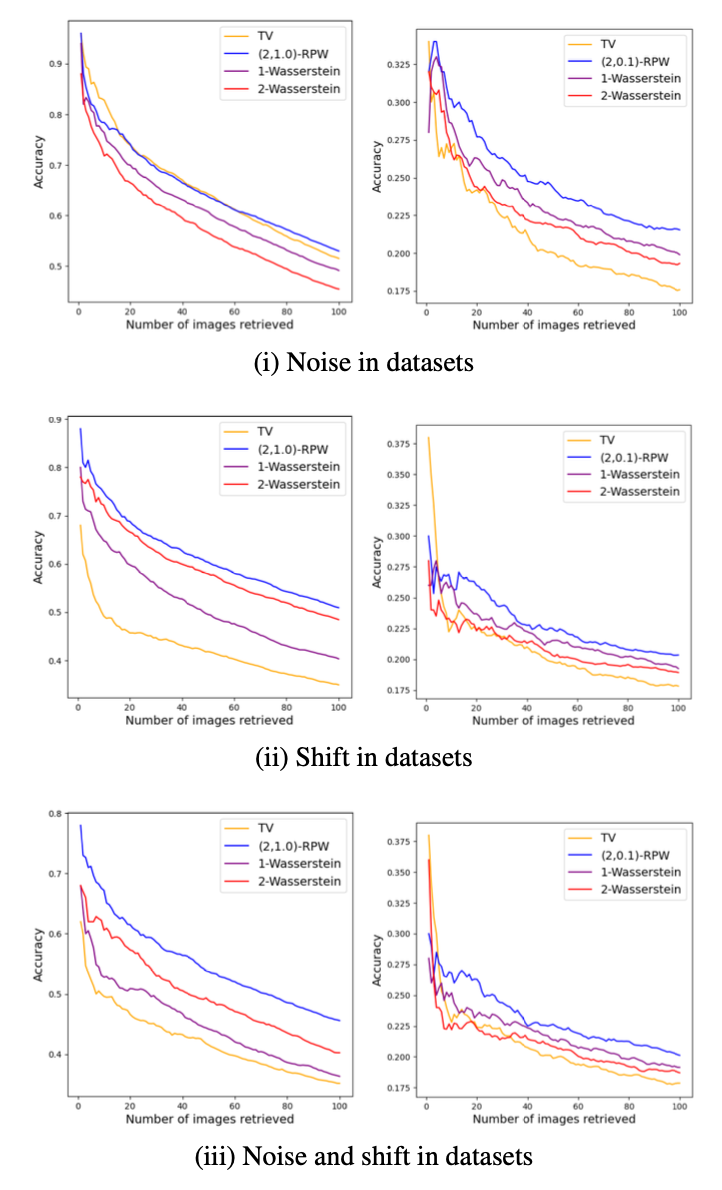 TV
(2,1.0)-RPW
1-Wasserstein
2-Wasserstein
0.9
0.8
0.7
0.6
0.5
Accuracy
0 20 40 60 80 100
Number of images retrieved
TV
(2,0.1)-RPW
1-Wasserstein
2-Wasserstein
0.325
0.300
0.275
0.250
0.225
0.200
0.175
Accuracy
0 20 40 60 80 100
Number of images retrieved
(i) Noise in datasets
TV
(2,1.0)-RPW
1-Wasserstein
2-Wasserstein
0.9
0.8
0.7
0.6
0.5
0.4
Accuracy
0 20 40 60 80 100
Number of images retrieved
TV
(2,0.1)-RPW
1-Wasserstein
2-Wasserstein
0.375
0.350
0.325
0.300
0.275
0.250
0.225
0.200
0.175
Accuracy
0 20 40 60 80 100
Number of images retrieved
(ii) Shift in datasets
TV
(2,1.0)-RPW
1-Wasserstein
2-Wasserstein
0.8
0.7
0.6
0.5
0.4
Accuracy
0 20 40 60 80 100
Number of images retrieved
TV
(2,0.1)-RPW
1-Wasserstein
2-Wasserstein
0.375
0.350
0.325
0.300
0.275
0.250
0.225
0.200
0.175
Accuracy
0 20 40 60 80 100
Number of images retrieved
(iii) Noise and shift in datasets